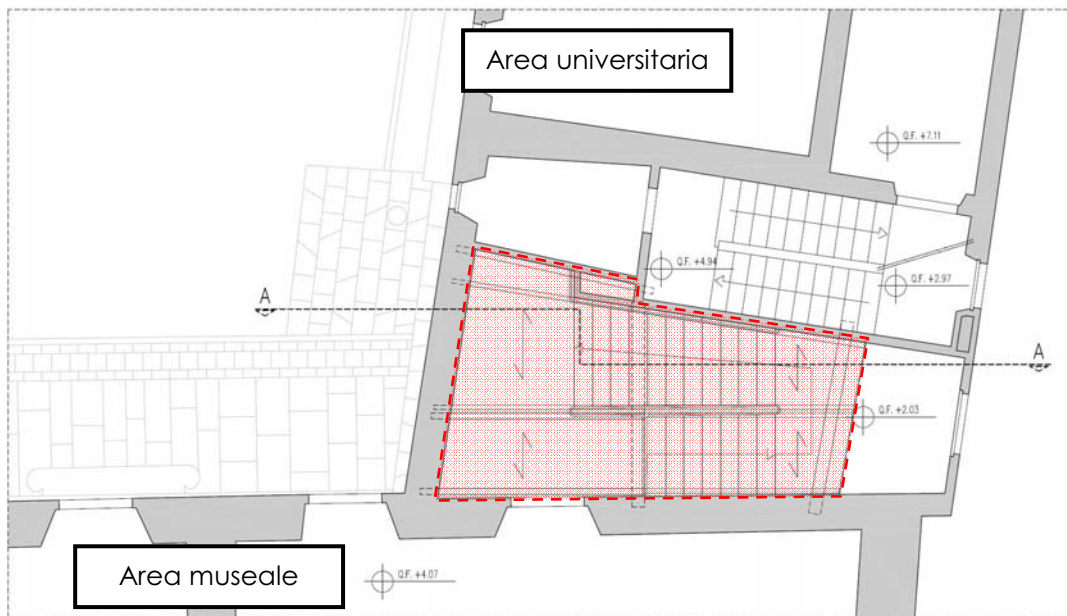 Area universitaria
Q.F. +7.11
Q.F. +4.94
Q.F. +2.97
A
A
Q.F. +2.03
Area museale
Q.F. +4.07